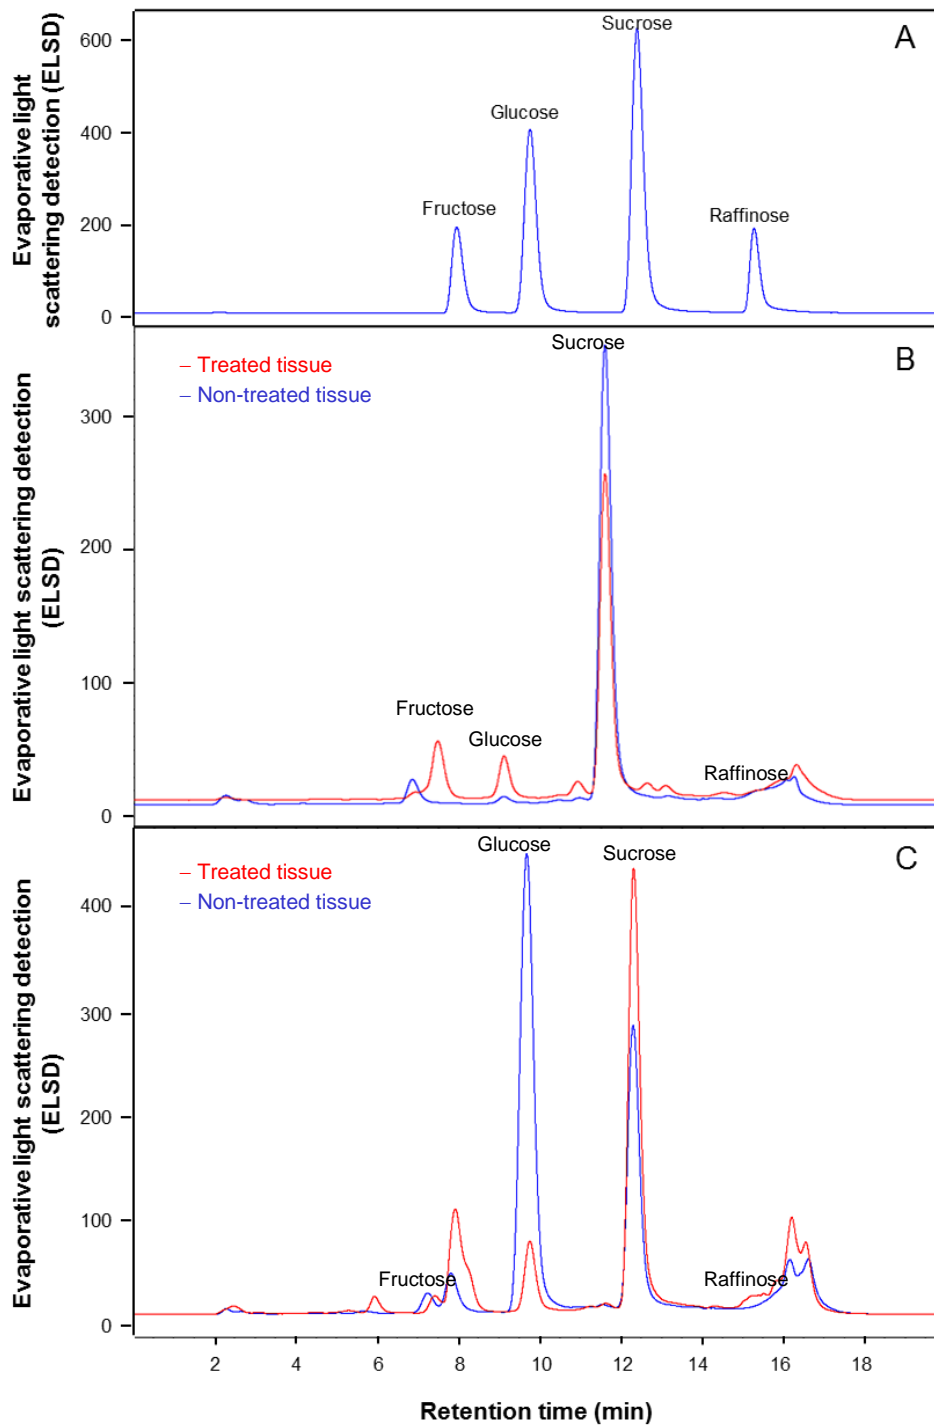 Evaporative light
scattering detection (ELSD)
A
600
400
200
0
Fructose
Glucose
Sucrose
Raffinose
Evaporative light scattering detection
(ELSD)
B
– Treated tissue
– Non-treated tissue
300
200
100
0
Fructose
Glucose
Sucrose
Raffinose
Evaporative light scattering detection
(ELSD)
C
– Treated tissue
– Non-treated tissue
400
300
200
100
0
Fructose
Glucose
Sucrose
Raffinose
2 4 6 8 10 12 14 16 18
Retention time (min)